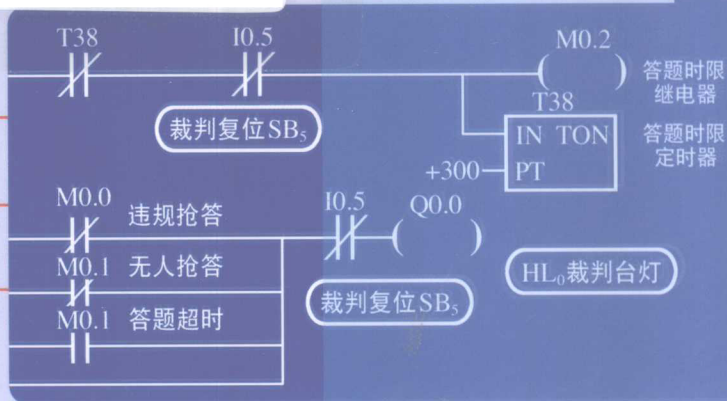 T38 I0.5 M0.2
答题时限
继电器
裁判复位SB₅
T38
IN TON
答题时限
定时器
+300 PT
M0.0 违规抢答 I0.5 Q0.0
M0.1 无人抢答
HL₀裁判台灯
裁判复位SB₅
M0.1 答题超时